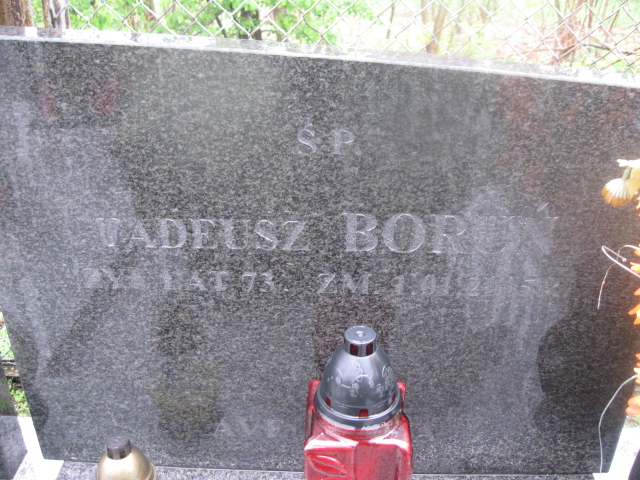 Ś.P.
TADEUSZ BORUŃ
ŻYŁ LAT 73. ZM.